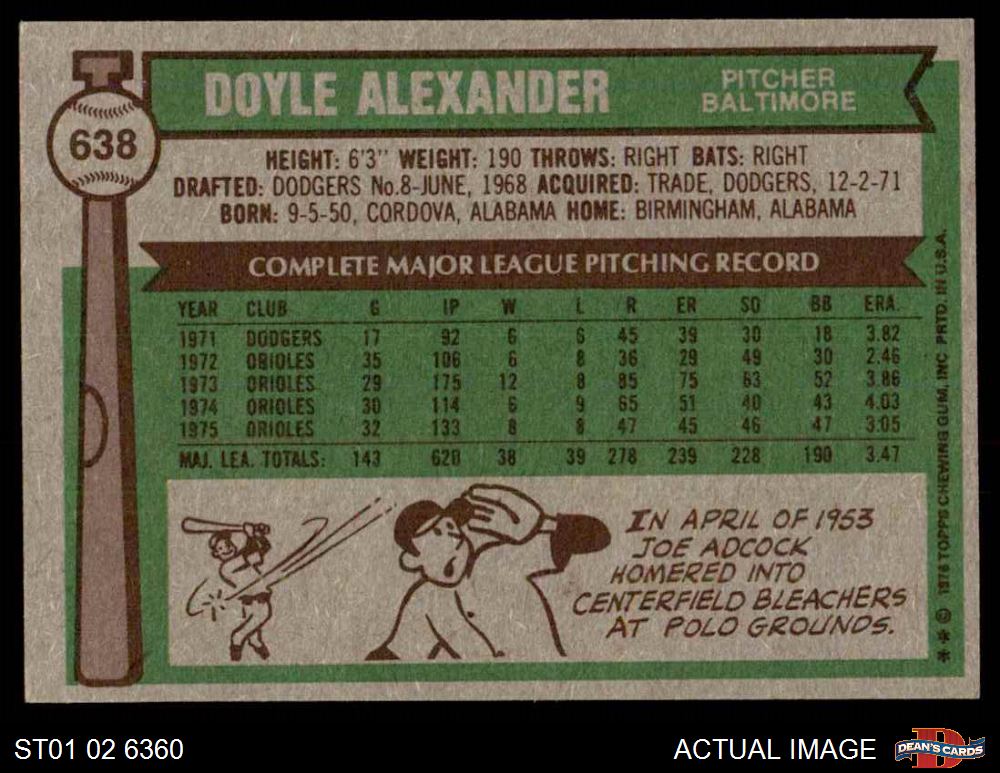 638
DOYLE ALEXANDER
PITCHER
BALTIMORE
HEIGHT: 6'3" WEIGHT: 190 THROWS: RIGHT BATS: RIGHT
DRAFTED: DODGERS No.8-JUNE, 1968 ACQUIRED: TRADE, DODGERS, 12-2-71
BORN: 9-5-50, CORDOVA, ALABAMA HOME: BIRMINGHAM, ALABAMA
COMPLETE MAJOR LEAGUE PITCHING RECORD
YEAR CLUB G IP W L R ER SO BB ERA.
1971 DODGERS 17 92 6 6 45 39 30 18 3.82
1972 ORIOLES 35 106 6 8 36 29 49 30 2.46
1973 ORIOLES 29 175 12 8 85 75 63 52 3.86
1974 ORIOLES 30 114 6 9 65 51 40 43 4.03
1975 ORIOLES 32 133 8 8 47 45 46 47 3.05
MAJ. LEA. TOTALS: 143 620 38 39 278 239 228 190 3.47
IN APRIL OF 1953
JOE ADCOCK
HOMERED INTO
CENTERFIELD BLEACHERS
AT POLO GROUNDS.
** © 1976 TOPPS CHEWING GUM, INC PRTD. IN U.S.A.
ST01 02 6360
ACTUAL IMAGE
D
DEAN'S CARDS